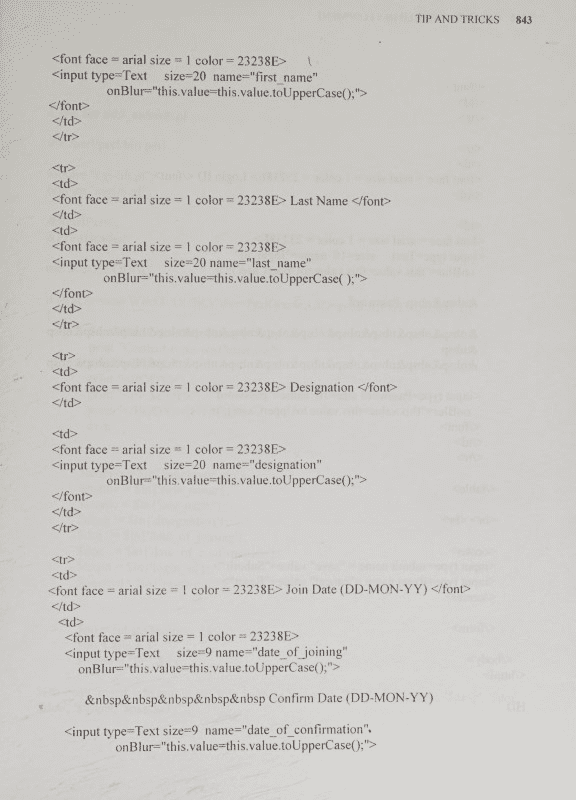 TIP AND TRICKS 843
<font face = arial size = 1 color = 23238E>
<input type=Text size=20 name="first_name"
onBlur="this.value=this.value.toUpperCase();">
</font>
</td>
</tr>
<tr>
<td>
<font face = arial size = 1 color = 23238E> Last Name </font>
</td>
<td>
<font face = arial size = 1 color = 23238E>
<input type=Text size=20 name="last_name"
onBlur="this.value=this.value.toUpperCase( );">
</font>
</td>
</tr>
<tr>
<td>
<font face = arial size = 1 color = 23238E> Designation </font>
</td>
<td>
<font face = arial size = 1 color = 23238E>
<input type=Text size=20 name="designation"
onBlur="this.value=this.value.toUpperCase();">
</font>
</td>
</tr>
<tr>
<td>
<font face = arial size = 1 color = 23238E> Join Date (DD-MON-YY) </font>
</td>
<td>
<font face = arial size = 1 color = 23238E>
<input type=Text size=9 name="date_of_joining"
onBlur="this.value=this.value.toUpperCase();">
&nbsp&nbsp&nbsp&nbsp&nbsp Confirm Date (DD-MON-YY)
<input type=Text size=9 name="date_of_confirmation"
onBlur="this.value=this.value.toUpperCase();">